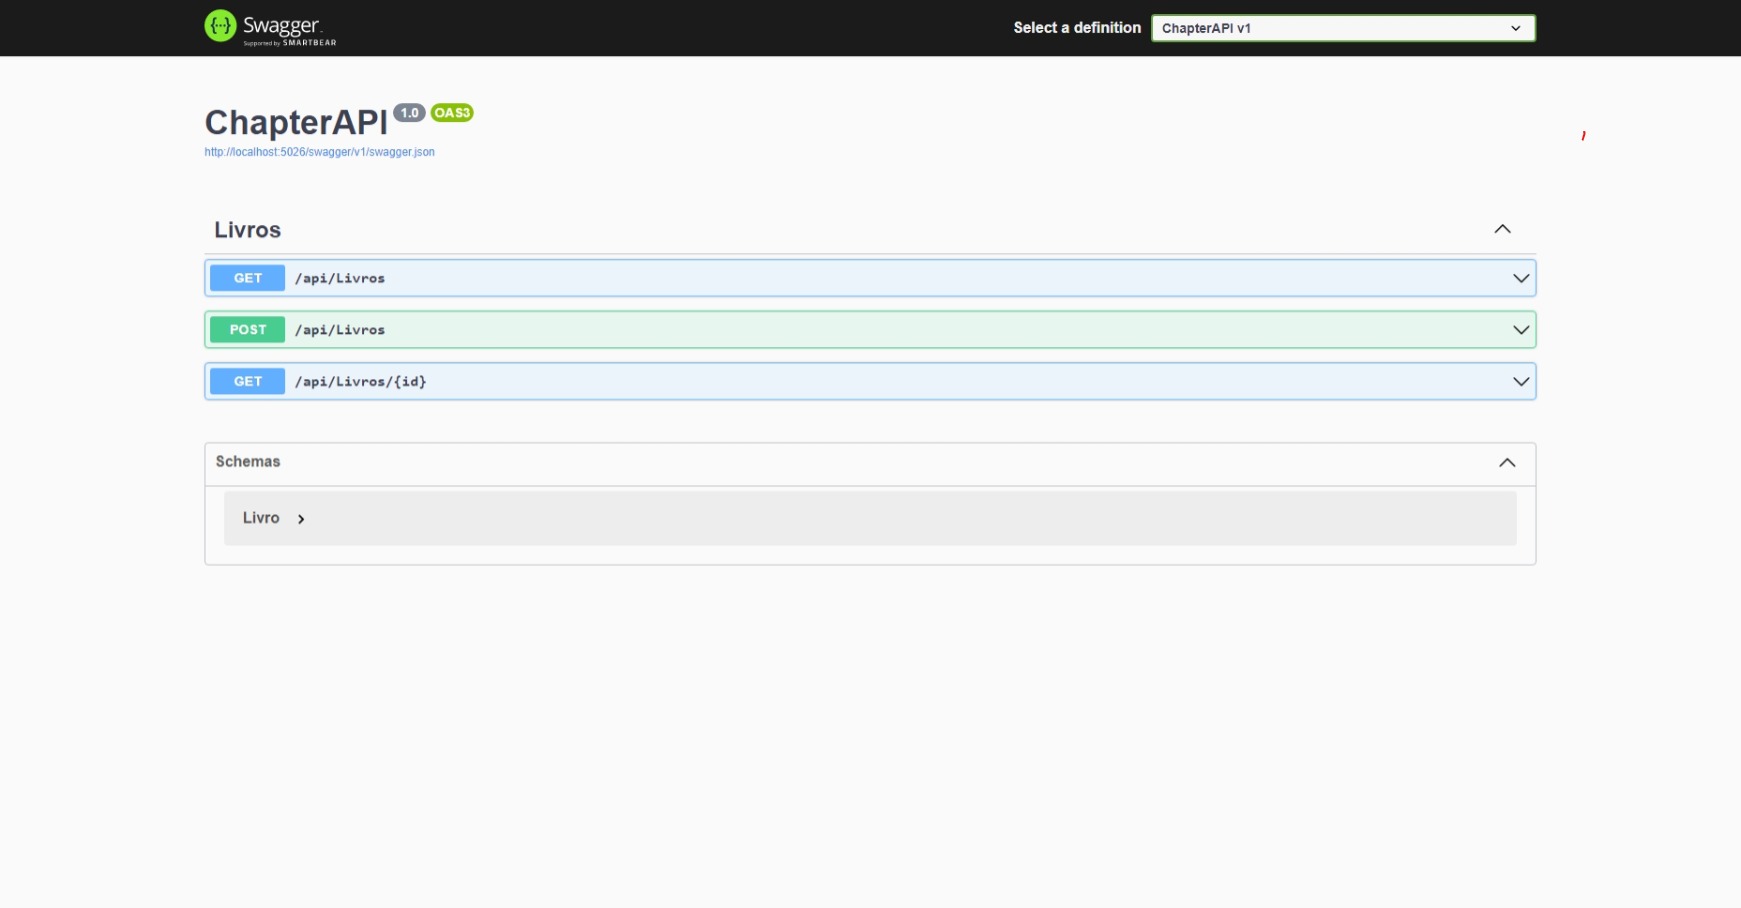 Swagger
Supported by SMARTBEAR
Select a definition
ChapterAPI v1
ChapterAPI 1.0 OAS3
http://localhost:5026/swagger/v1/swagger.json
Livros
GET /api/Livros
POST /api/Livros
GET /api/Livros/{id}
Schemas
Livro